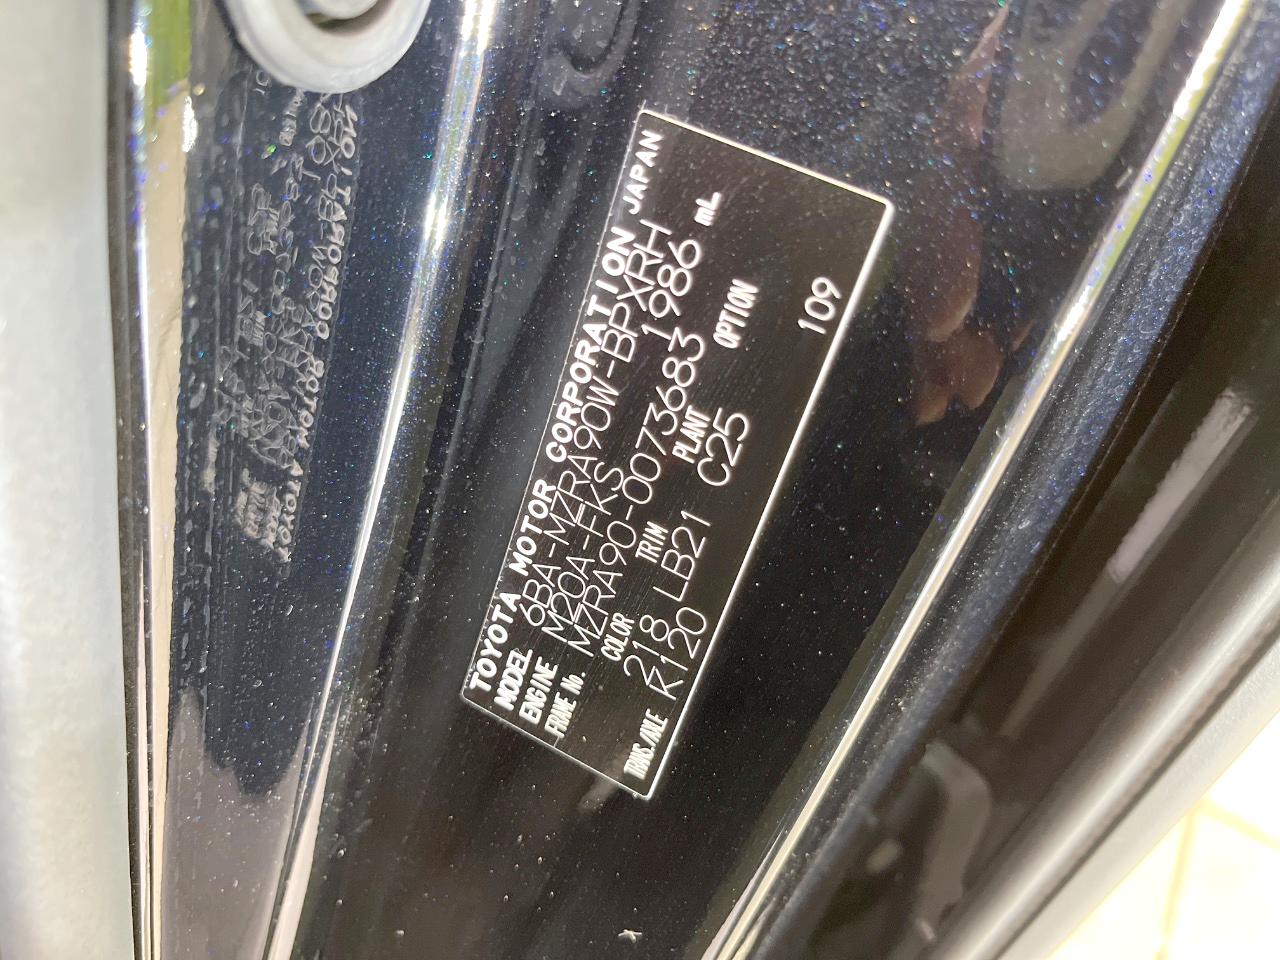 TOYOTA MOTOR CORPORATION JAPAN
MODEL 6BA-MZRA90W-BPXRH
ENGINE M20A-FKS 1986 mL
FRAME No. MZRA90-0073683
COLOR TRIM PLANT OPTION
218 LB21 C25 109
TRANS./AXLE K120